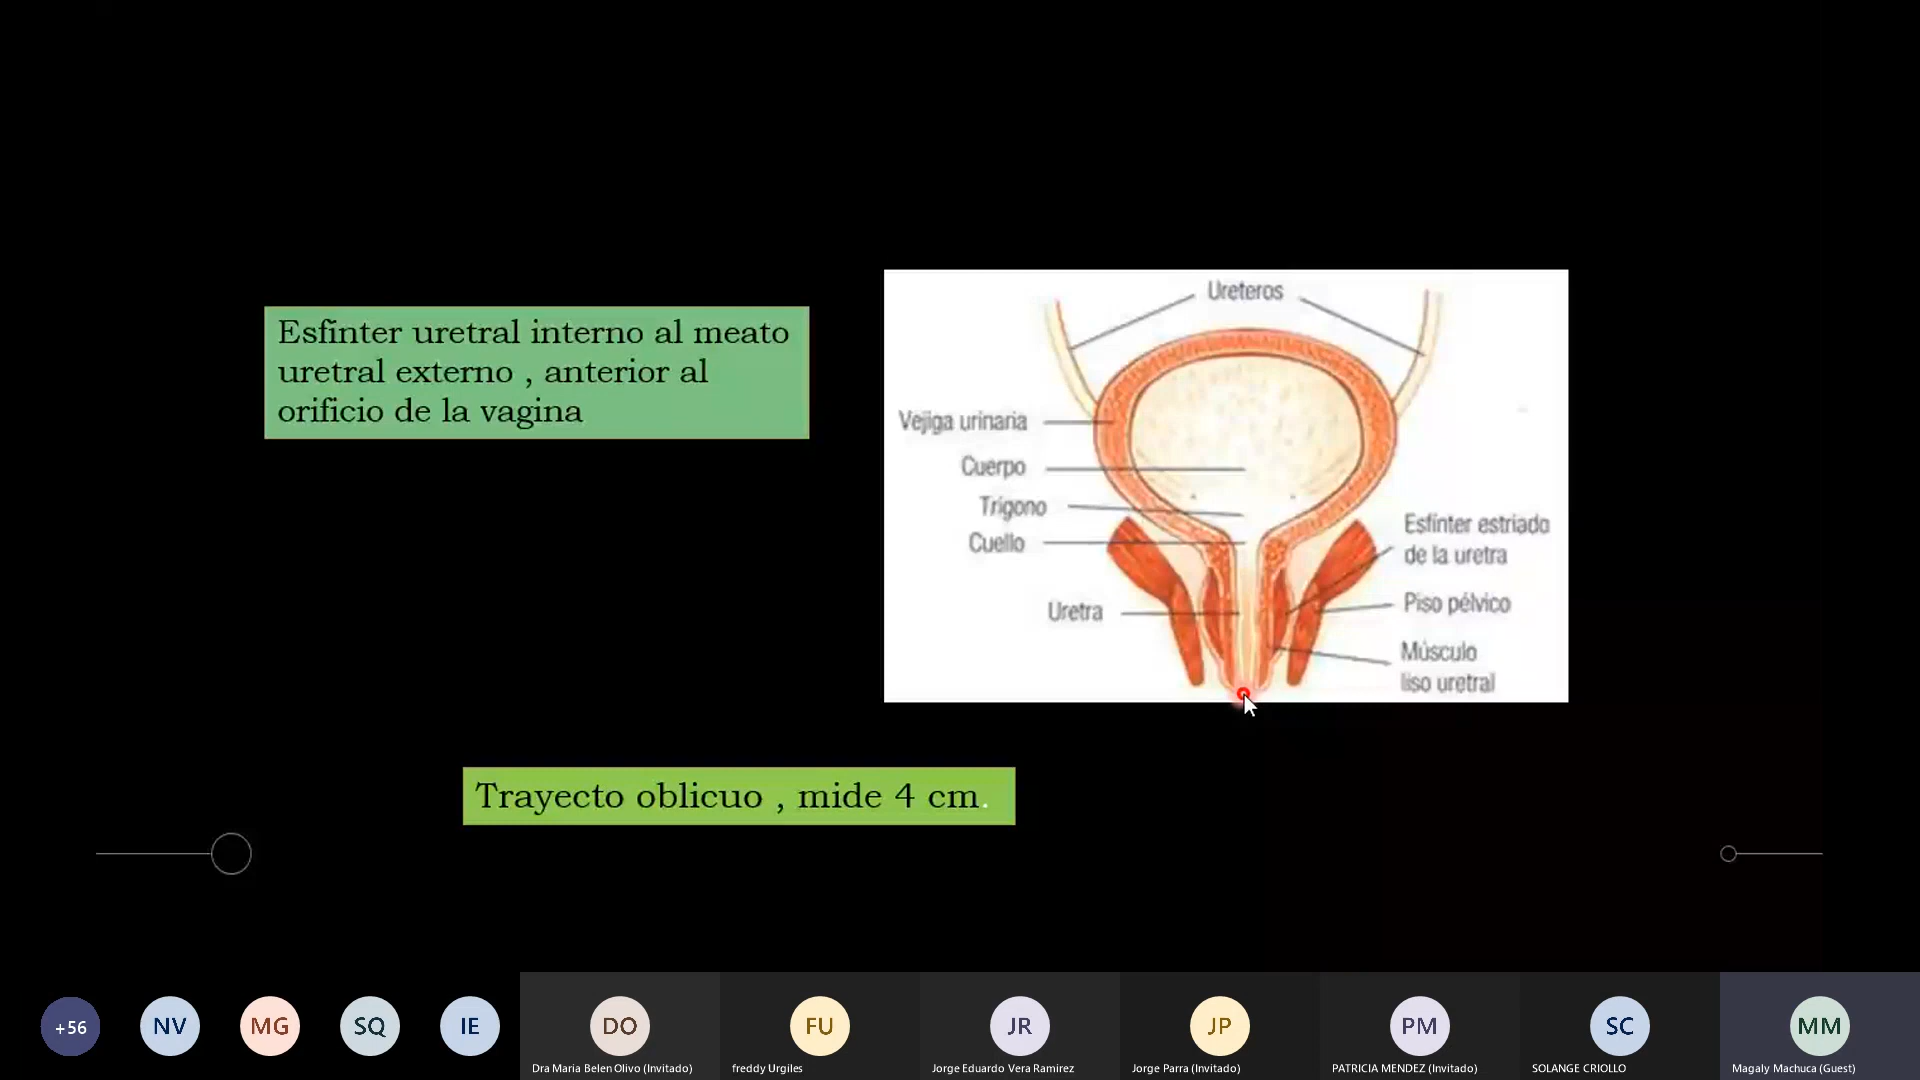 Esfinter uretral interno al meato
uretral externo , anterior al
orificio de la vagina
Ureteros
Vejiga urinaria
Cuerpo
Trígono
Cuello
Uretra
Esfínter estriado
de la uretra
Piso pélvico
Músculo
liso uretral
Trayecto oblicuo , mide 4 cm.
+56
NV
MG
SQ
IE
DO
FU
JR
JP
PM
SC
MM
Dra Maria Belen Olivo (Invitado)
freddy Urgiles
Jorge Eduardo Vera Ramirez
Jorge Parra (Invitado)
PATRICIA MENDEZ (Invitado)
SOLANGE CRIOLLO
Magaly Machuca (Guest)